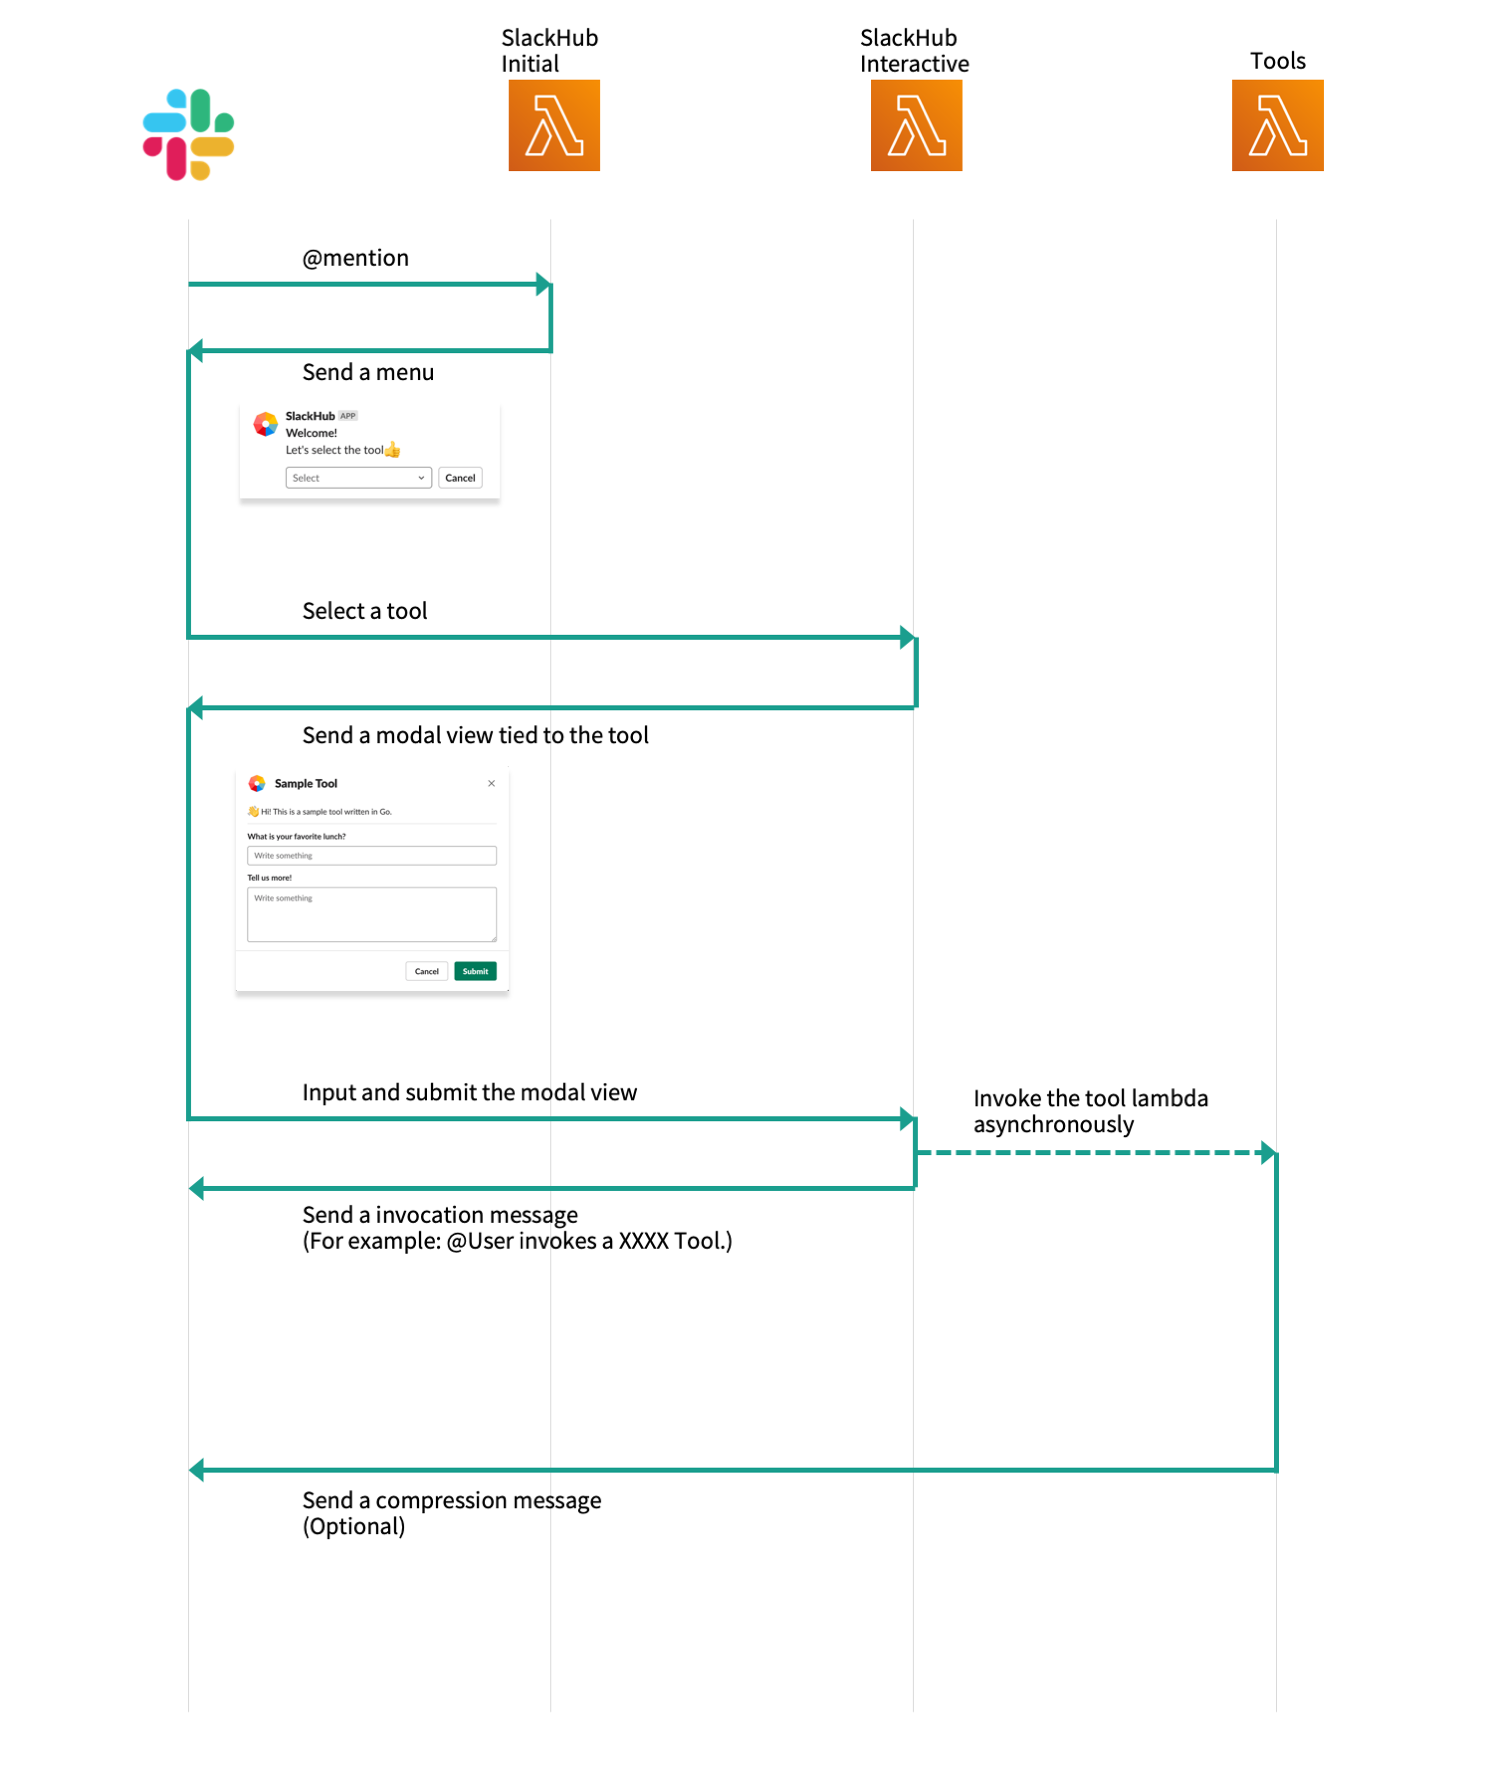 SlackHub
Initial
SlackHub
Interactive
Tools
@mention
Send a menu
SlackHub APP
Welcome!
Let's select the tool👍
Select
Cancel
Select a tool
Send a modal view tied to the tool
Sample Tool
👋 Hi! This is a sample tool written in Go.
What is your favorite lunch?
Write something
Tell us more!
Write something
Cancel
Submit
Input and submit the modal view
Invoke the tool lambda
asynchronously
Send a invocation message
(For example: @User invokes a XXXX Tool.)
Send a compression message
(Optional)